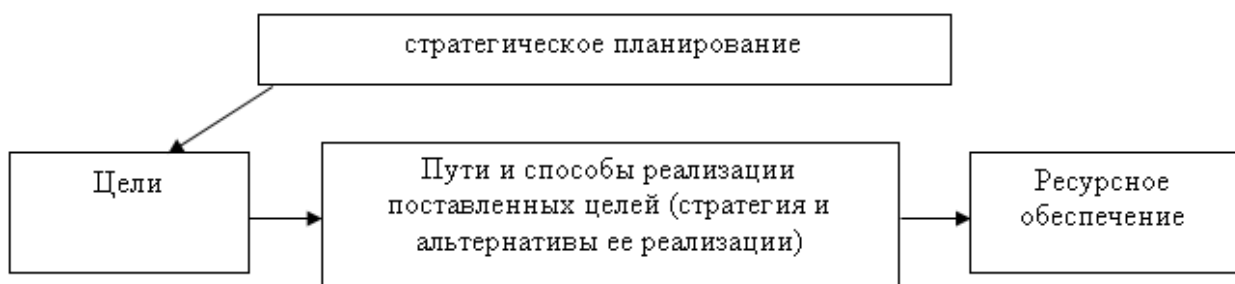 стратегическое планирование
Цели
Пути и способы реализации
поставленных целей (стратегия и
альтернативы ее реализации)
Ресурсное
обеспечение